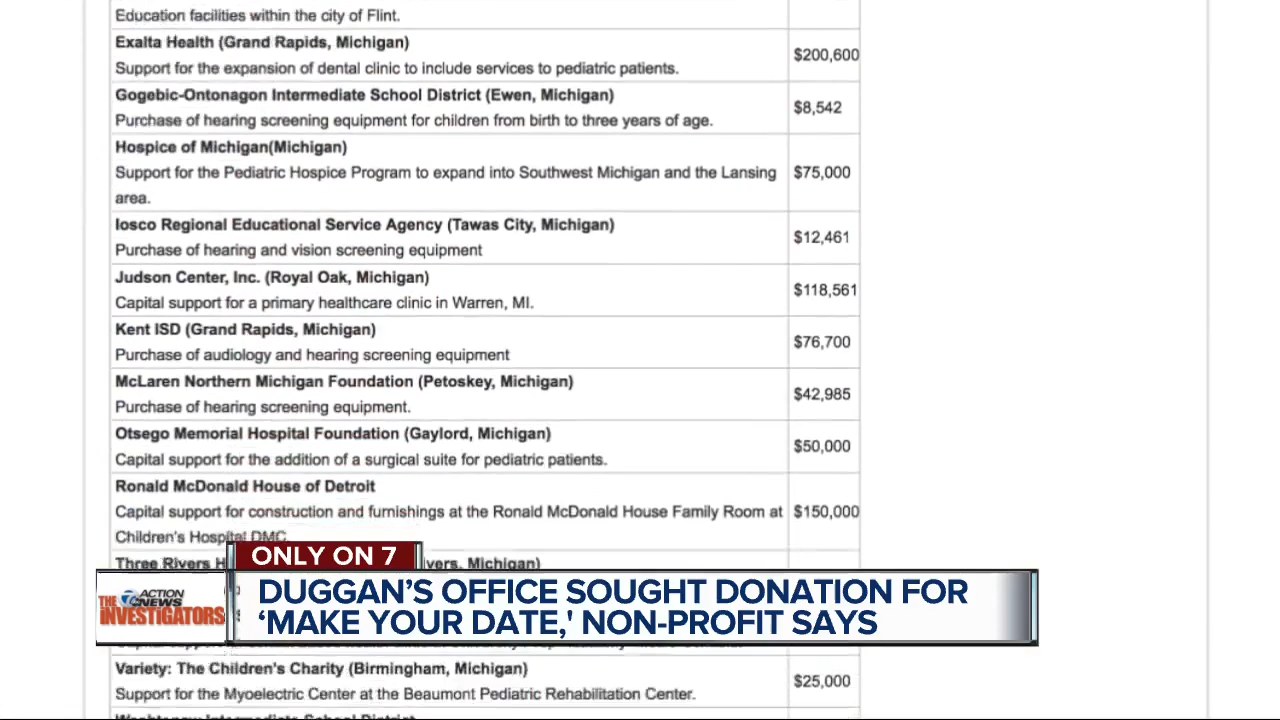 Education facilities within the city of Flint.
Exalta Health (Grand Rapids, Michigan)
$200,600
Support for the expansion of dental clinic to include services to pediatric patients.
Gogebic-Ontonagon Intermediate School District (Ewen, Michigan)
$8,542
Purchase of hearing screening equipment for children from birth to three years of age.
Hospice of Michigan(Michigan)
Support for the Pediatric Hospice Program to expand into Southwest Michigan and the Lansing
$75,000
area.
Iosco Regional Educational Service Agency (Tawas City, Michigan)
$12,461
Purchase of hearing and vision screening equipment
Judson Center, Inc. (Royal Oak, Michigan)
$118,561
Capital support for a primary healthcare clinic in Warren, MI.
Kent ISD (Grand Rapids, Michigan)
$76,700
Purchase of audiology and hearing screening equipment
McLaren Northern Michigan Foundation (Petoskey, Michigan)
$42,985
Purchase of hearing screening equipment.
Otsego Memorial Hospital Foundation (Gaylord, Michigan)
$50,000
Capital support for the addition of a surgical suite for pediatric patients.
Ronald McDonald House of Detroit
Capital support for construction and furnishings at the Ronald McDonald House Family Room at
$150,000
Children's Hospital DMC.
Three Rivers H
vers, Michigan)
ONLY ON 7
THE 7 ACTION NEWS INVESTIGATORS
DUGGAN'S OFFICE SOUGHT DONATION FOR
'MAKE YOUR DATE,' NON-PROFIT SAYS
Variety: The Children's Charity (Birmingham, Michigan)
$25,000
Support for the Myoelectric Center at the Beaumont Pediatric Rehabilitation Center.